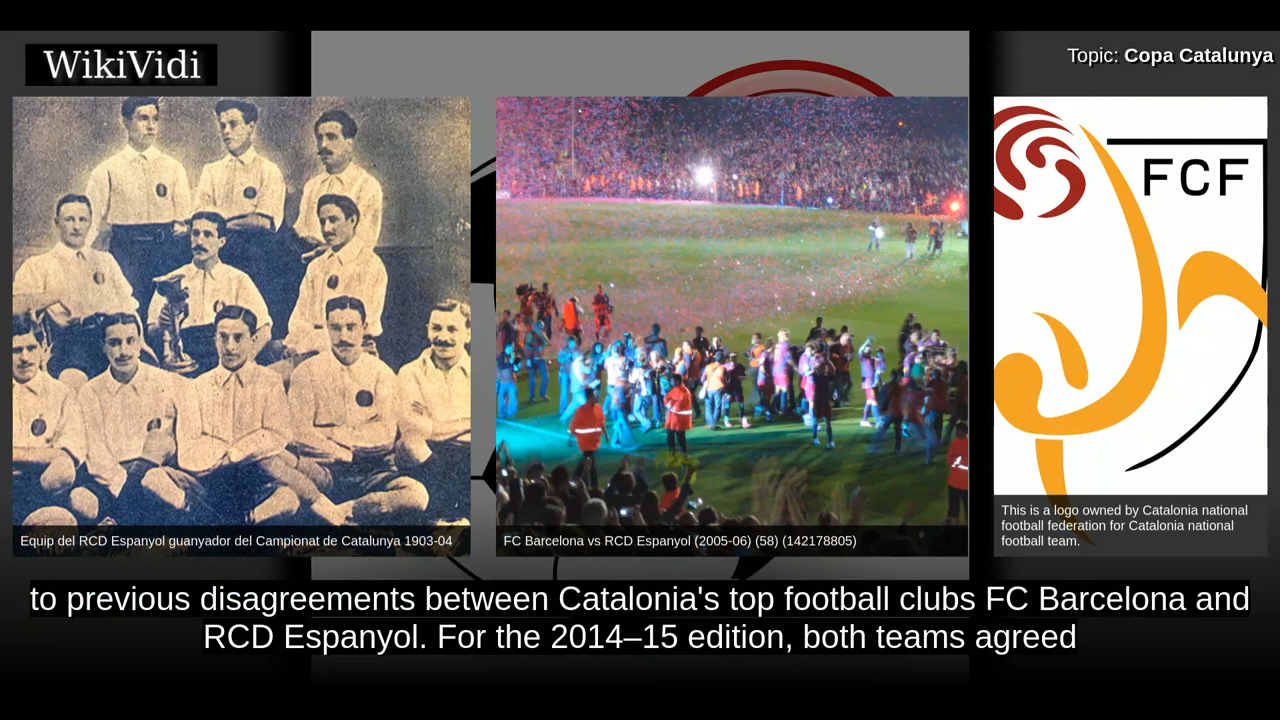 WikiVidi
Topic: Copa Catalunya
FCF
Equip del RCD Espanyol guanyador del Campionat de Catalunya 1903-04
FC Barcelona vs RCD Espanyol (2005-06) (58) (142178805)
This is a logo owned by Catalonia national
football federation for Catalonia national
football team.
to previous disagreements between Catalonia's top football clubs FC Barcelona and
RCD Espanyol. For the 2014–15 edition, both teams agreed